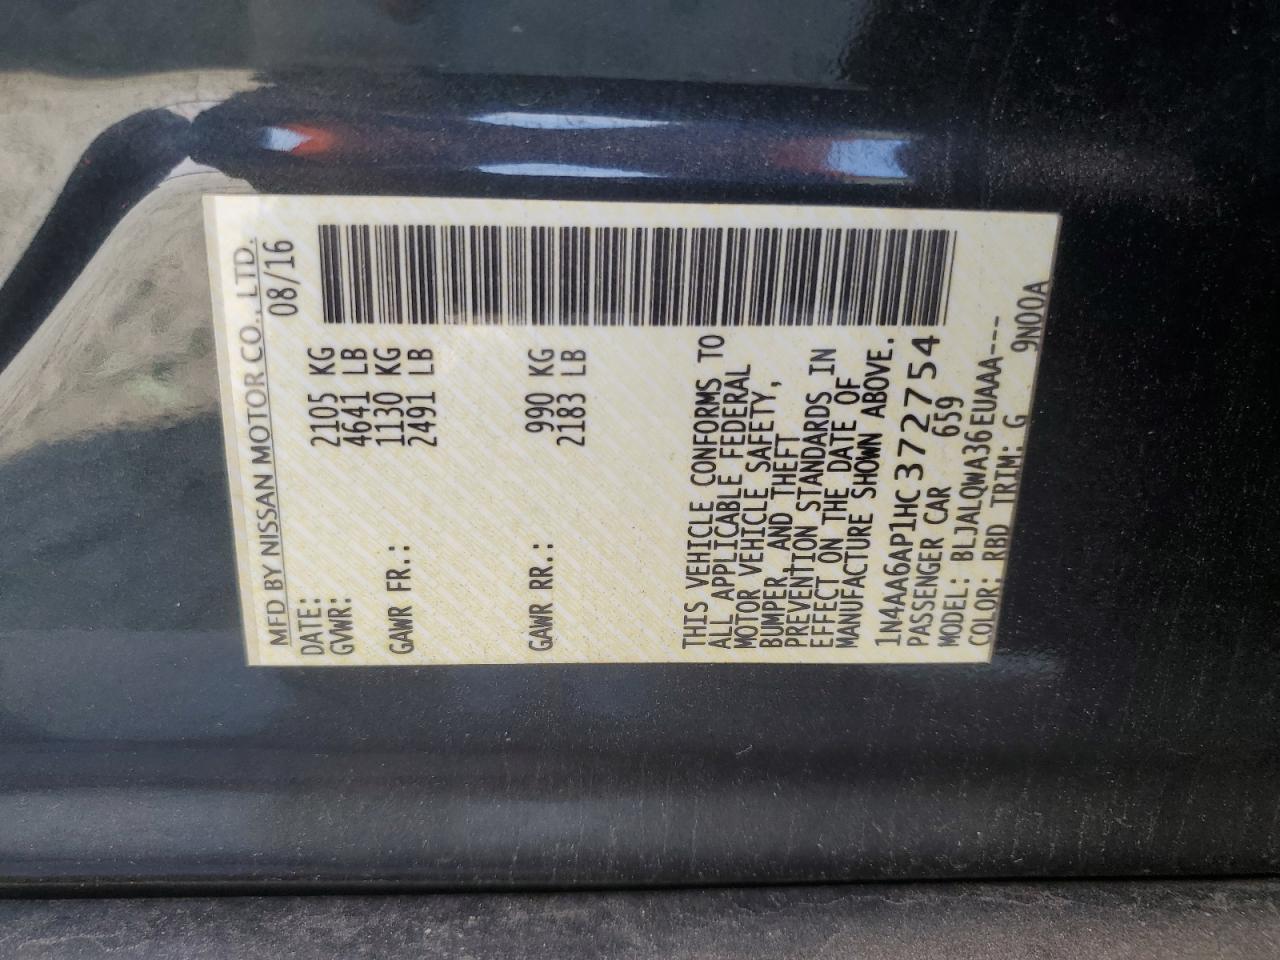 MFD BY NISSAN MOTOR CO., LTD.
DATE: 08/16
GVWR: 2105 KG
4641 LB
GAWR FR.: 1130 KG
2491 LB
GAWR RR.: 990 KG
2183 LB
THIS VEHICLE CONFORMS TO
ALL APPLICABLE FEDERAL
MOTOR VEHICLE SAFETY,
BUMPER, AND THEFT
PREVENTION STANDARDS IN
EFFECT ON THE DATE OF
MANUFACTURE SHOWN ABOVE.
1N4AA6AP1HC372754
PASSENGER CAR 659
MODEL: BLJALQWA36EUAAA----
COLOR: RBD TRIM: G 9N00A